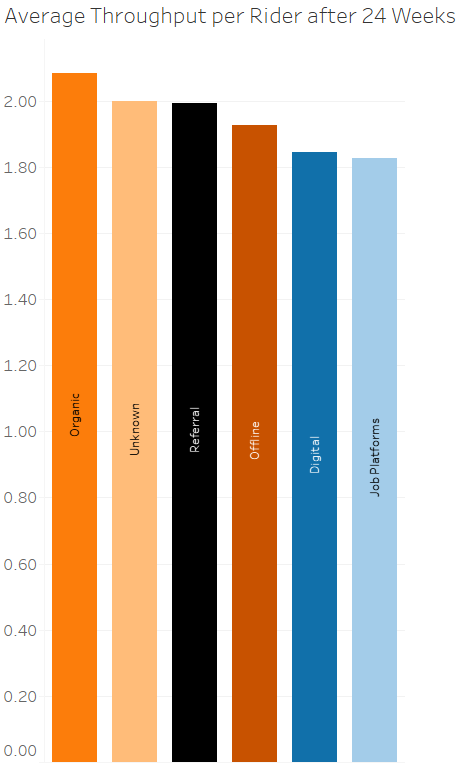 Average Throughput per Rider after 24 Weeks
2.00
1.80
1.60
1.40
1.20
1.00
0.80
0.60
0.40
0.20
0.00
Organic
Unknown
Referral
Offline
Digital
Job Platforms